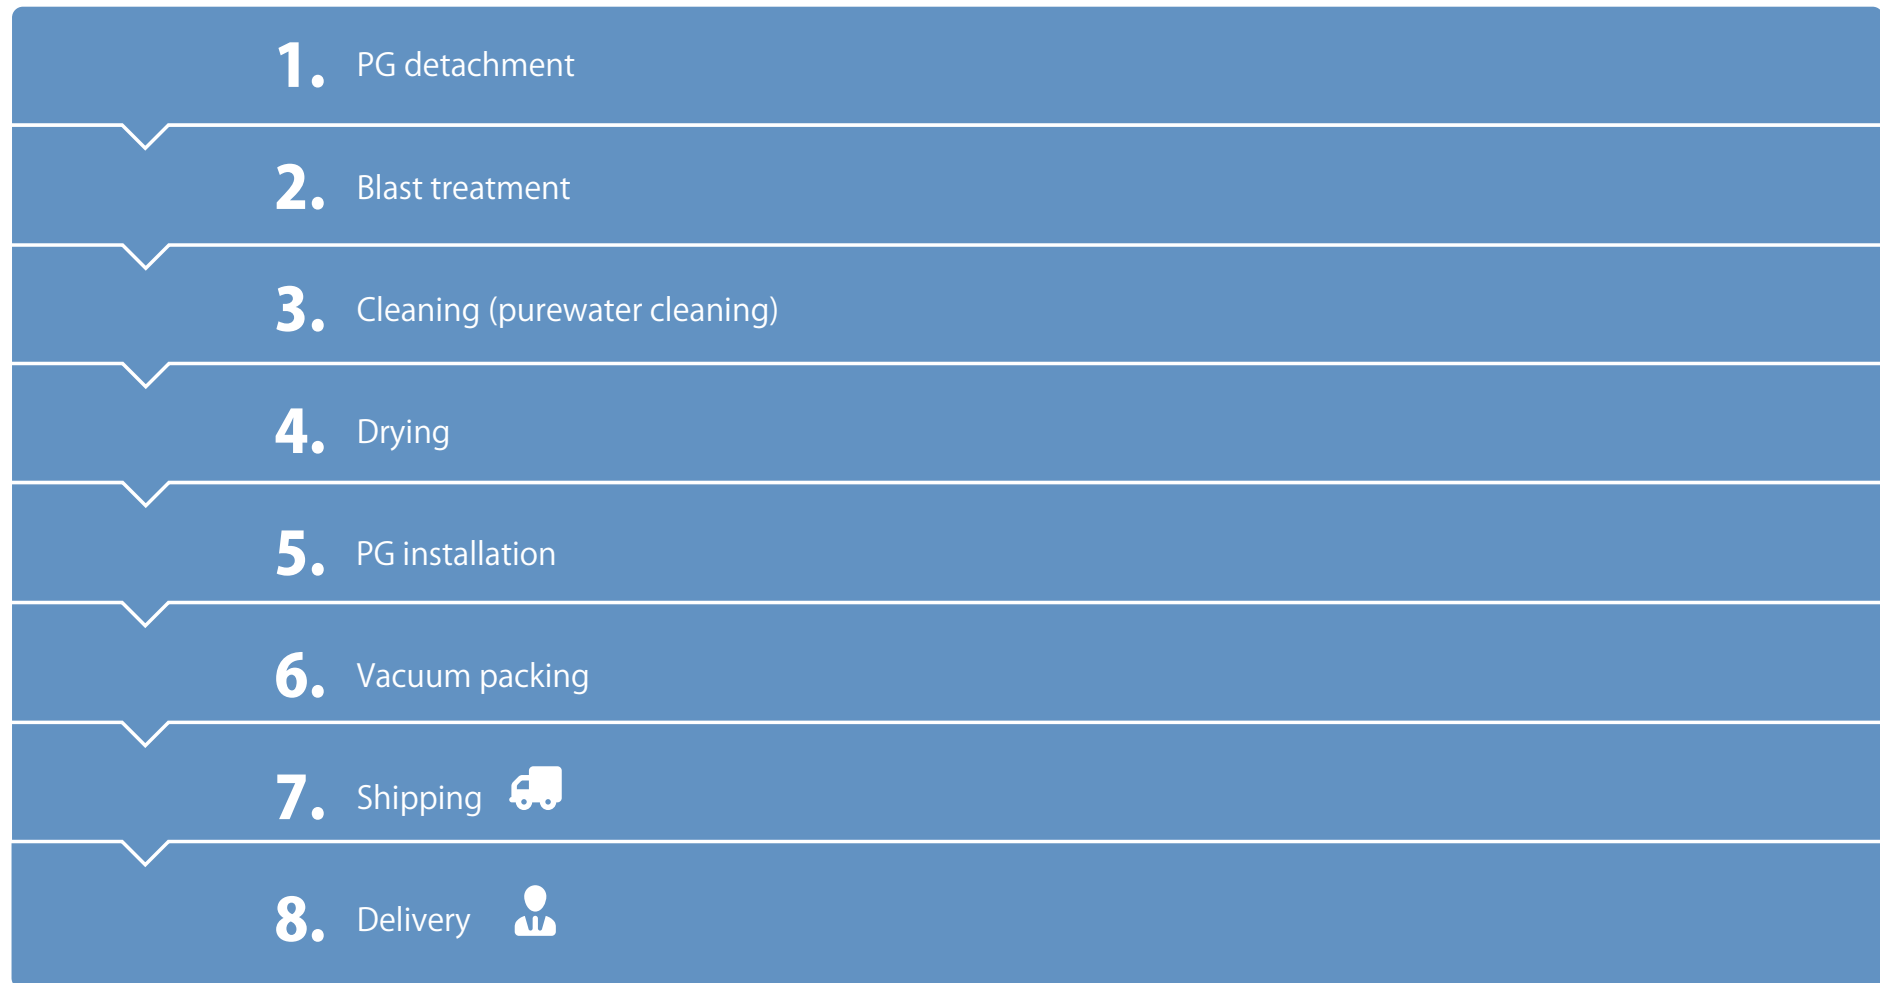 1. PG detachment
2. Blast treatment
3. Cleaning (purewater cleaning)
4. Drying
5. PG installation
6. Vacuum packing
7. Shipping
8. Delivery